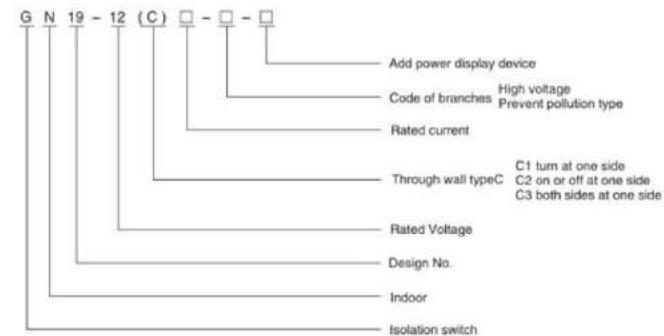 G N 19 - 12 (C) □ - □ - □
Add power display device
Code of branches High voltage
Prevent pollution type
Rated current
C1 turn at one side
Through wall typeC C2 on or off at one side
C3 both sides at one side
Rated Voltage
Design No.
Indoor
Isolation switch